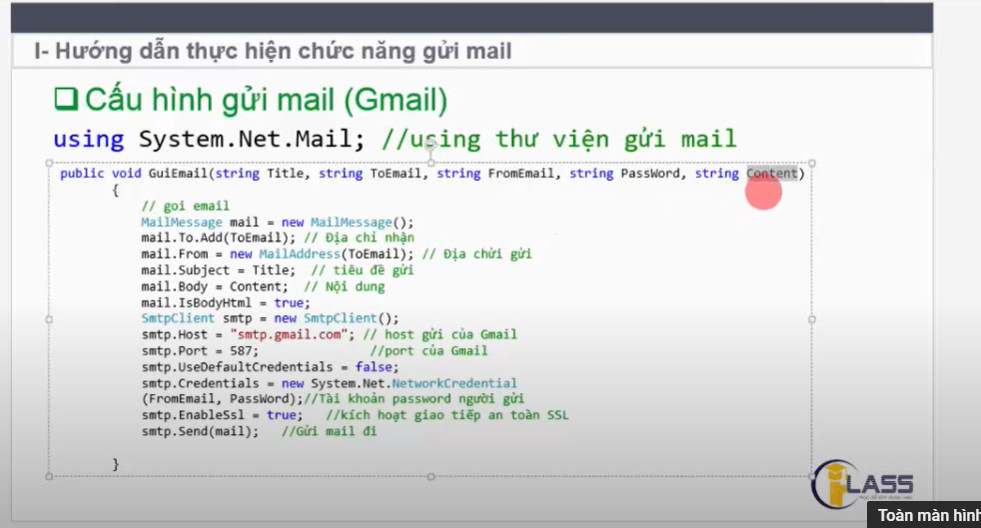 I- Hướng dẫn thực hiện chức năng gửi mail
Cấu hình gửi mail (Gmail)
using System.Net.Mail; //using thư viện gửi mail
public void GuiEmail(string Title, string ToEmail, string FromEmail, string PassWord, string Content)
{
// goi email
MailMessage mail = new MailMessage();
mail.To.Add(ToEmail); // Địa chỉ nhận
mail.From = new MailAddress(ToEmail); // Địa chửi gửi
mail.Subject = Title; // tiêu đề gửi
mail.Body = Content; // Nội dung
mail.IsBodyHtml = true;
SmtpClient smtp = new SmtpClient();
smtp.Host = "smtp.gmail.com"; // host gửi của Gmail
smtp.Port = 587; //port của Gmail
smtp.UseDefaultCredentials = false;
smtp.Credentials = new System.Net.NetworkCredential
(FromEmail, PassWord);//Tài khoản password người gửi
smtp.EnableSsl = true; //kích hoạt giao tiếp an toàn SSL
smtp.Send(mail); //Gửi mail đi
}
iCLASS
Toàn màn hình